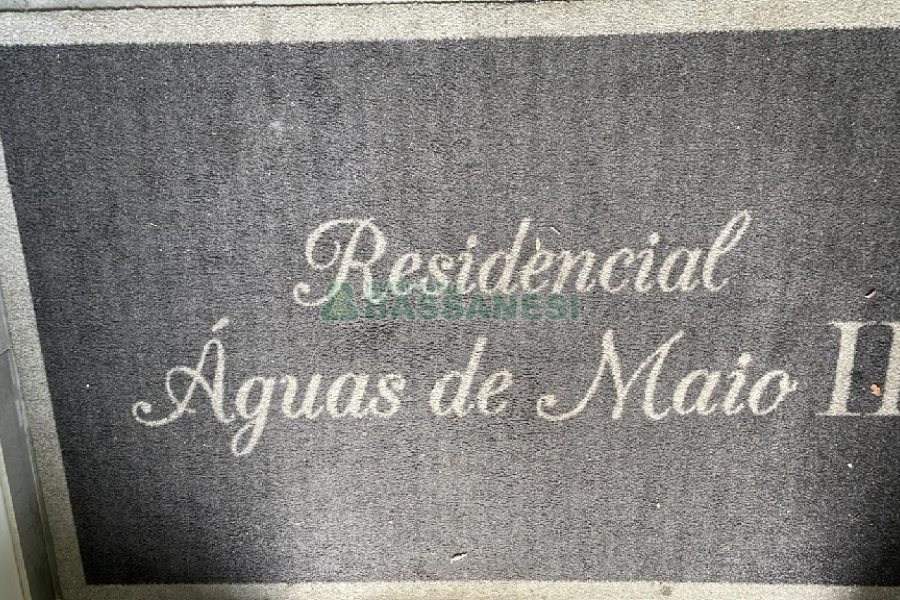 Residencial
BASSANESI
Águas de Maio II